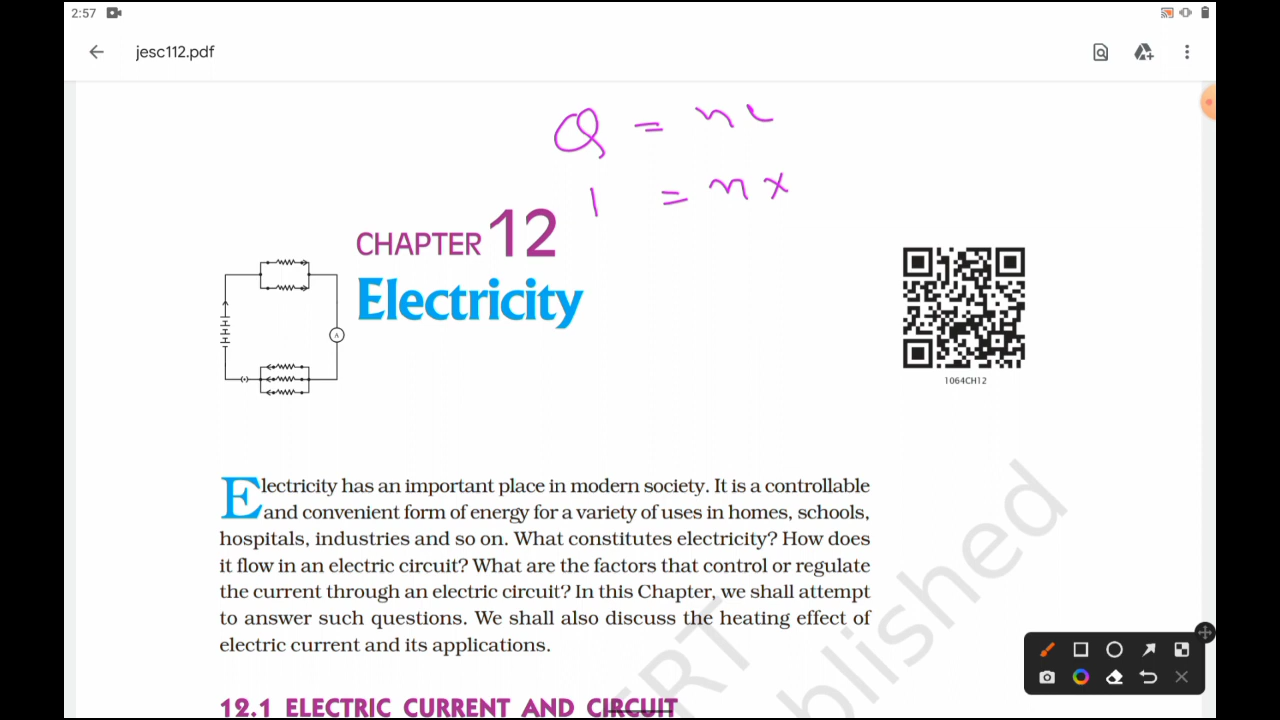 2:57
jesc112.pdf
Q = ne
1 = n x
CHAPTER 12
Electricity
A
1064CH12
Electricity has an important place in modern society. It is a controllable
and convenient form of energy for a variety of uses in homes, schools,
hospitals, industries and so on. What constitutes electricity? How does
it flow in an electric circuit? What are the factors that control or regulate
the current through an electric circuit? In this Chapter, we shall attempt
to answer such questions. We shall also discuss the heating effect of
electric current and its applications.
12.1 ELECTRIC CURRENT AND CIRCUIT